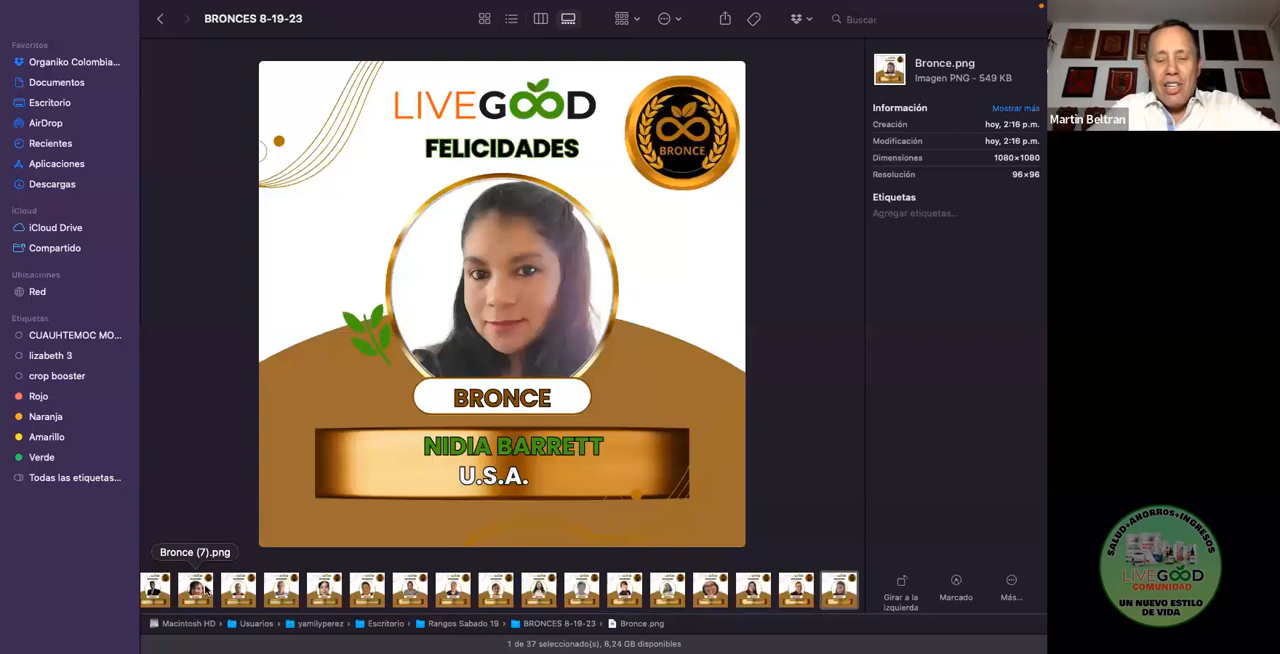 BRONCES 8-19-23
Buscar
Favoritos
Organiko Colombia...
Documentos
Escritorio
AirDrop
Recientes
Aplicaciones
Descargas
iCloud
iCloud Drive
Compartido
Ubicaciones
Red
Etiquetas
CUAUHTEMOC MO...
lizabeth 3
crop booster
Rojo
Naranja
Amarillo
Verde
Todas las etiquetas...
LIVEGOOD
FELICIDADES
BRONCE
BRONCE
NIDIA BARRETT
U.S.A.
Bronce (7).png
Bronce.png
Imagen PNG - 549 KB
Información
Mostrar más
Creación hoy, 2:16 p.m.
Modificación hoy, 2:16 p.m.
Dimensiones 1080×1080
Resolución 96×96
Etiquetas
Agregar etiquetas...
Girar a la
izquierda
Marcado
Más...
Macintosh HD › Usuarios › yamilyperez › Escritorio › Rangos Sabado 19 › BRONCES 8-19-23 › Bronce.png
1 de 37 seleccionado(s), 8,24 GB disponibles
Martin Beltran
SALUD+AHORROS+INGRESOS
LIVEGOOD
COMUNIDAD
UN NUEVO ESTILO
DE VIDA